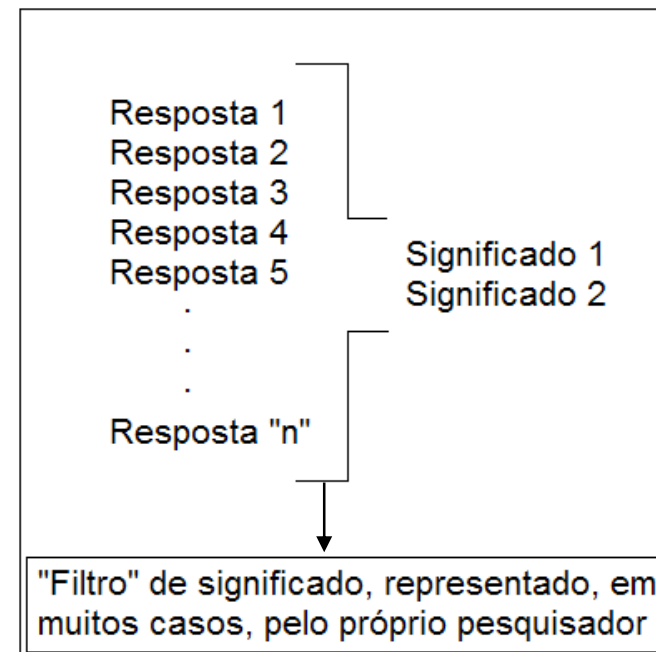 Resposta 1
Resposta 2
Resposta 3
Resposta 4
Resposta 5
.
.
.
Resposta "n"
Significado 1
Significado 2
"Filtro" de significado, representado, em
muitos casos, pelo próprio pesquisador